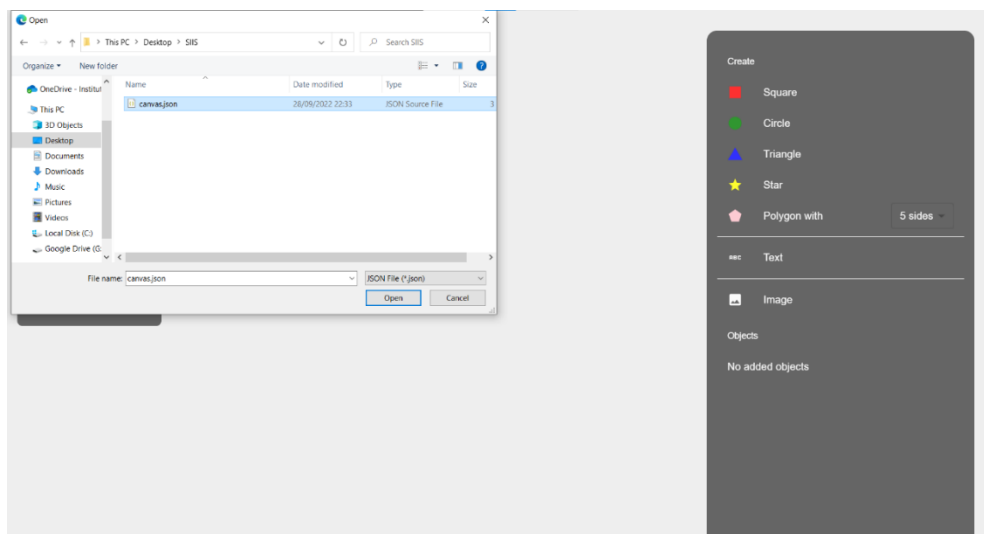 Open
This PC > Desktop > SIIS
Search SIIS
Organize
New folder
Name
Date modified
Type
Size
OneDrive - Institut
This PC
3D Objects
Desktop
Documents
Downloads
Music
Pictures
Videos
Local Disk (C:)
Google Drive (G:
canvas.json
28/09/2022 22:33
JSON Source File
3
File name:
canvas.json
JSON File (*.json)
Open
Cancel
Create
Square
Circle
Triangle
Star
Polygon with
5 sides
ABC
Text
Image
Objects
No added objects